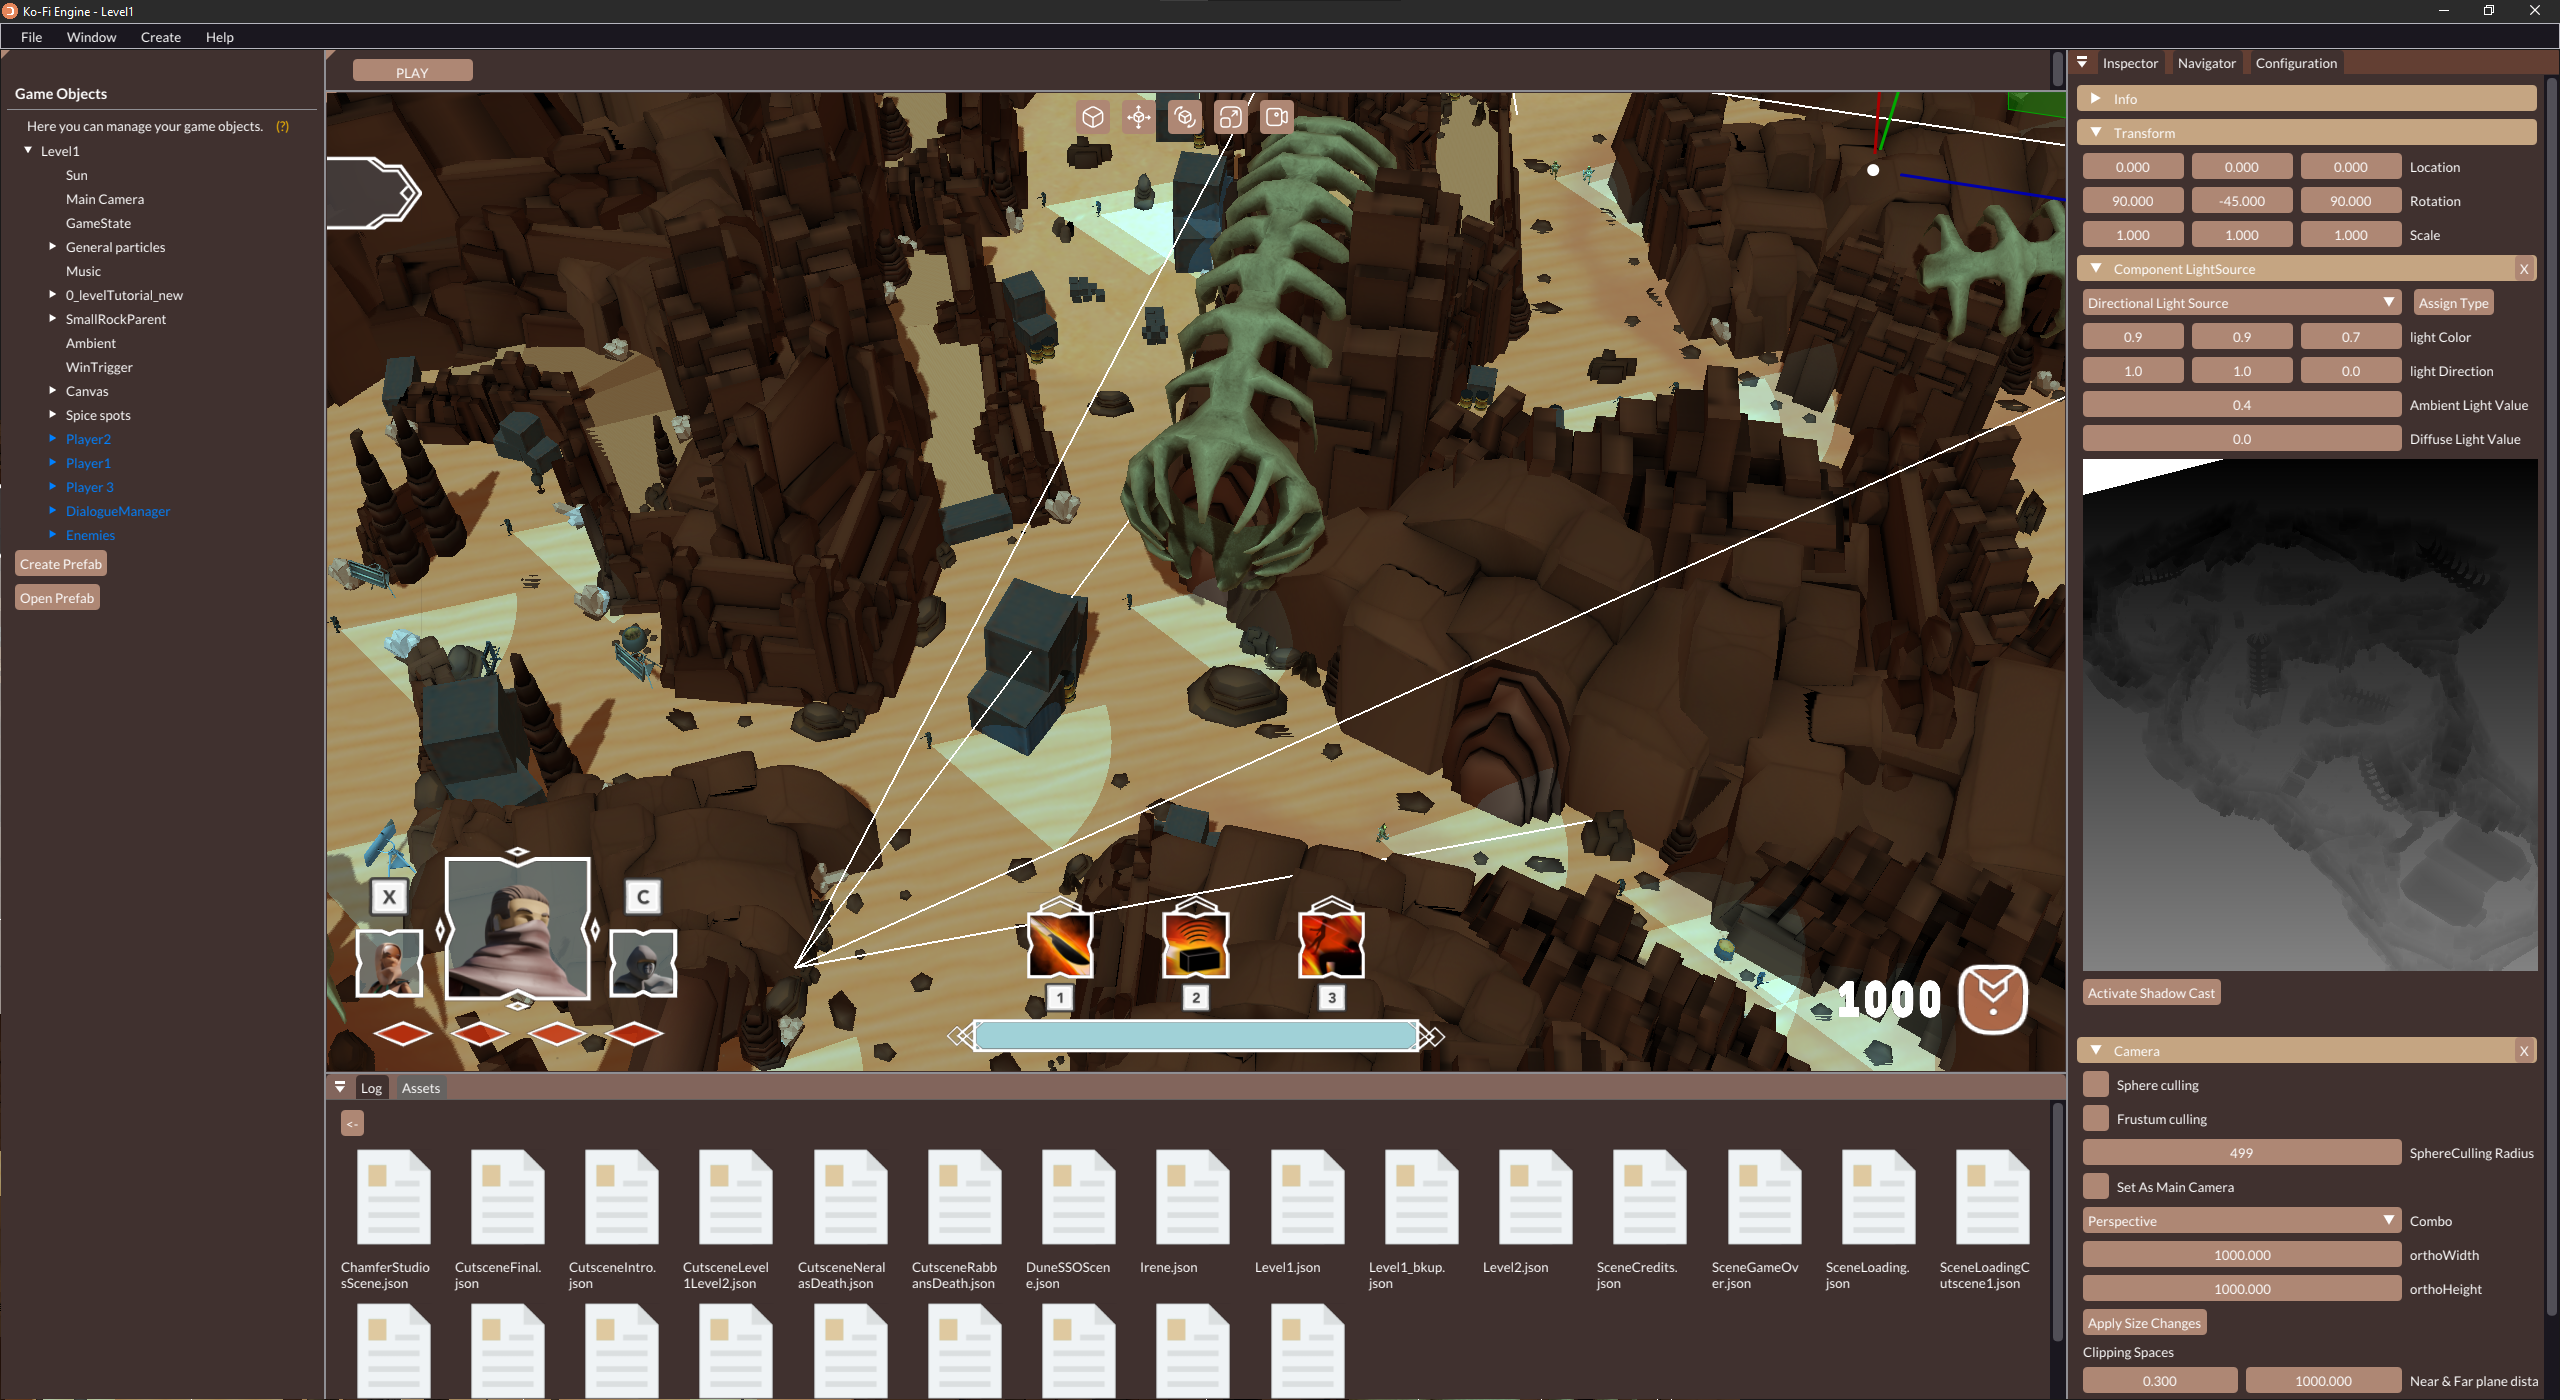 Ko-Fi Engine - Level1
File Window Create Help
Game Objects
Here you can manage your game objects. (?)
Level1
Sun
Main Camera
GameState
General particles
Music
0_levelTutorial_new
SmallRockParent
Ambient
WinTrigger
Canvas
Spice spots
Player2
Player1
Player 3
DialogueManager
Enemies
Create Prefab
Open Prefab
PLAY
X
C
1 2 3
1000
Log Assets
<-
ChamferStudio
sScene.json
CutsceneFinal.
json
CutsceneIntro.
json
CutsceneLevel
1Level2.json
CutsceneNeral
asDeath.json
CutsceneRabb
ansDeath.json
DuneSSOScen
e.json
Irene.json
Level1.json
Level1_bkup.
json
Level2.json
SceneCredits.
json
SceneGameOv
er.json
SceneLoading.
json
SceneLoadingC
utscene1.json
Inspector Navigator Configuration
Info
Transform
0.000 0.000 0.000 Location
90.000 -45.000 90.000 Rotation
1.000 1.000 1.000 Scale
Component LightSource X
Directional Light Source Assign Type
0.9 0.9 0.7 light Color
1.0 1.0 0.0 light Direction
0.4 Ambient Light Value
0.0 Diffuse Light Value
Activate Shadow Cast
Camera X
Sphere culling
Frustum culling
499 SphereCulling Radius
Set As Main Camera
Perspective Combo
1000.000 orthoWidth
1000.000 orthoHeight
Apply Size Changes
Clipping Spaces
0.300 1000.000 Near & Far plane dista